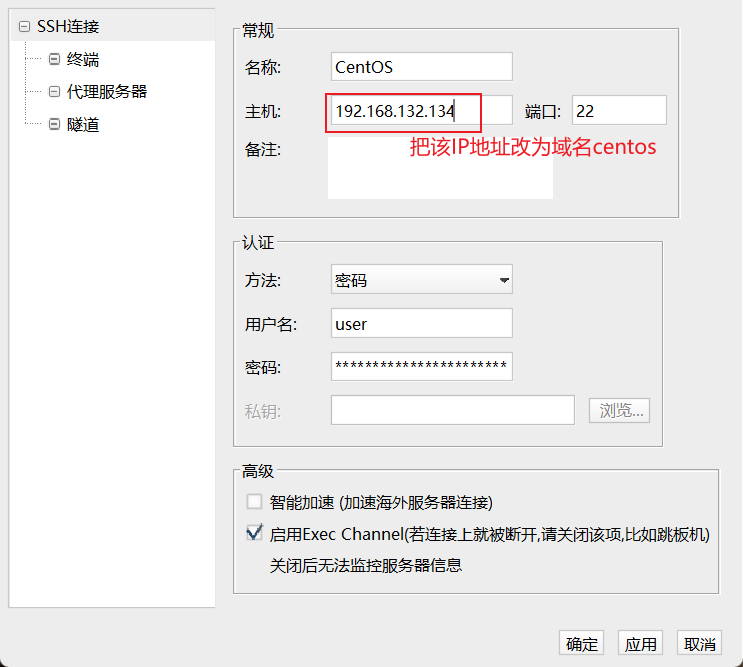 SSH连接
终端
代理服务器
隧道
常规
名称: CentOS
主机: 192.168.132.134 端口: 22
把该IP地址改为域名centos
备注:
认证
方法: 密码
用户名: user
密码: ***********************
私钥: 浏览...
高级
智能加速 (加速海外服务器连接)
启用Exec Channel(若连接上就被断开,请关闭该项,比如跳板机)
关闭后无法监控服务器信息
确定 应用 取消